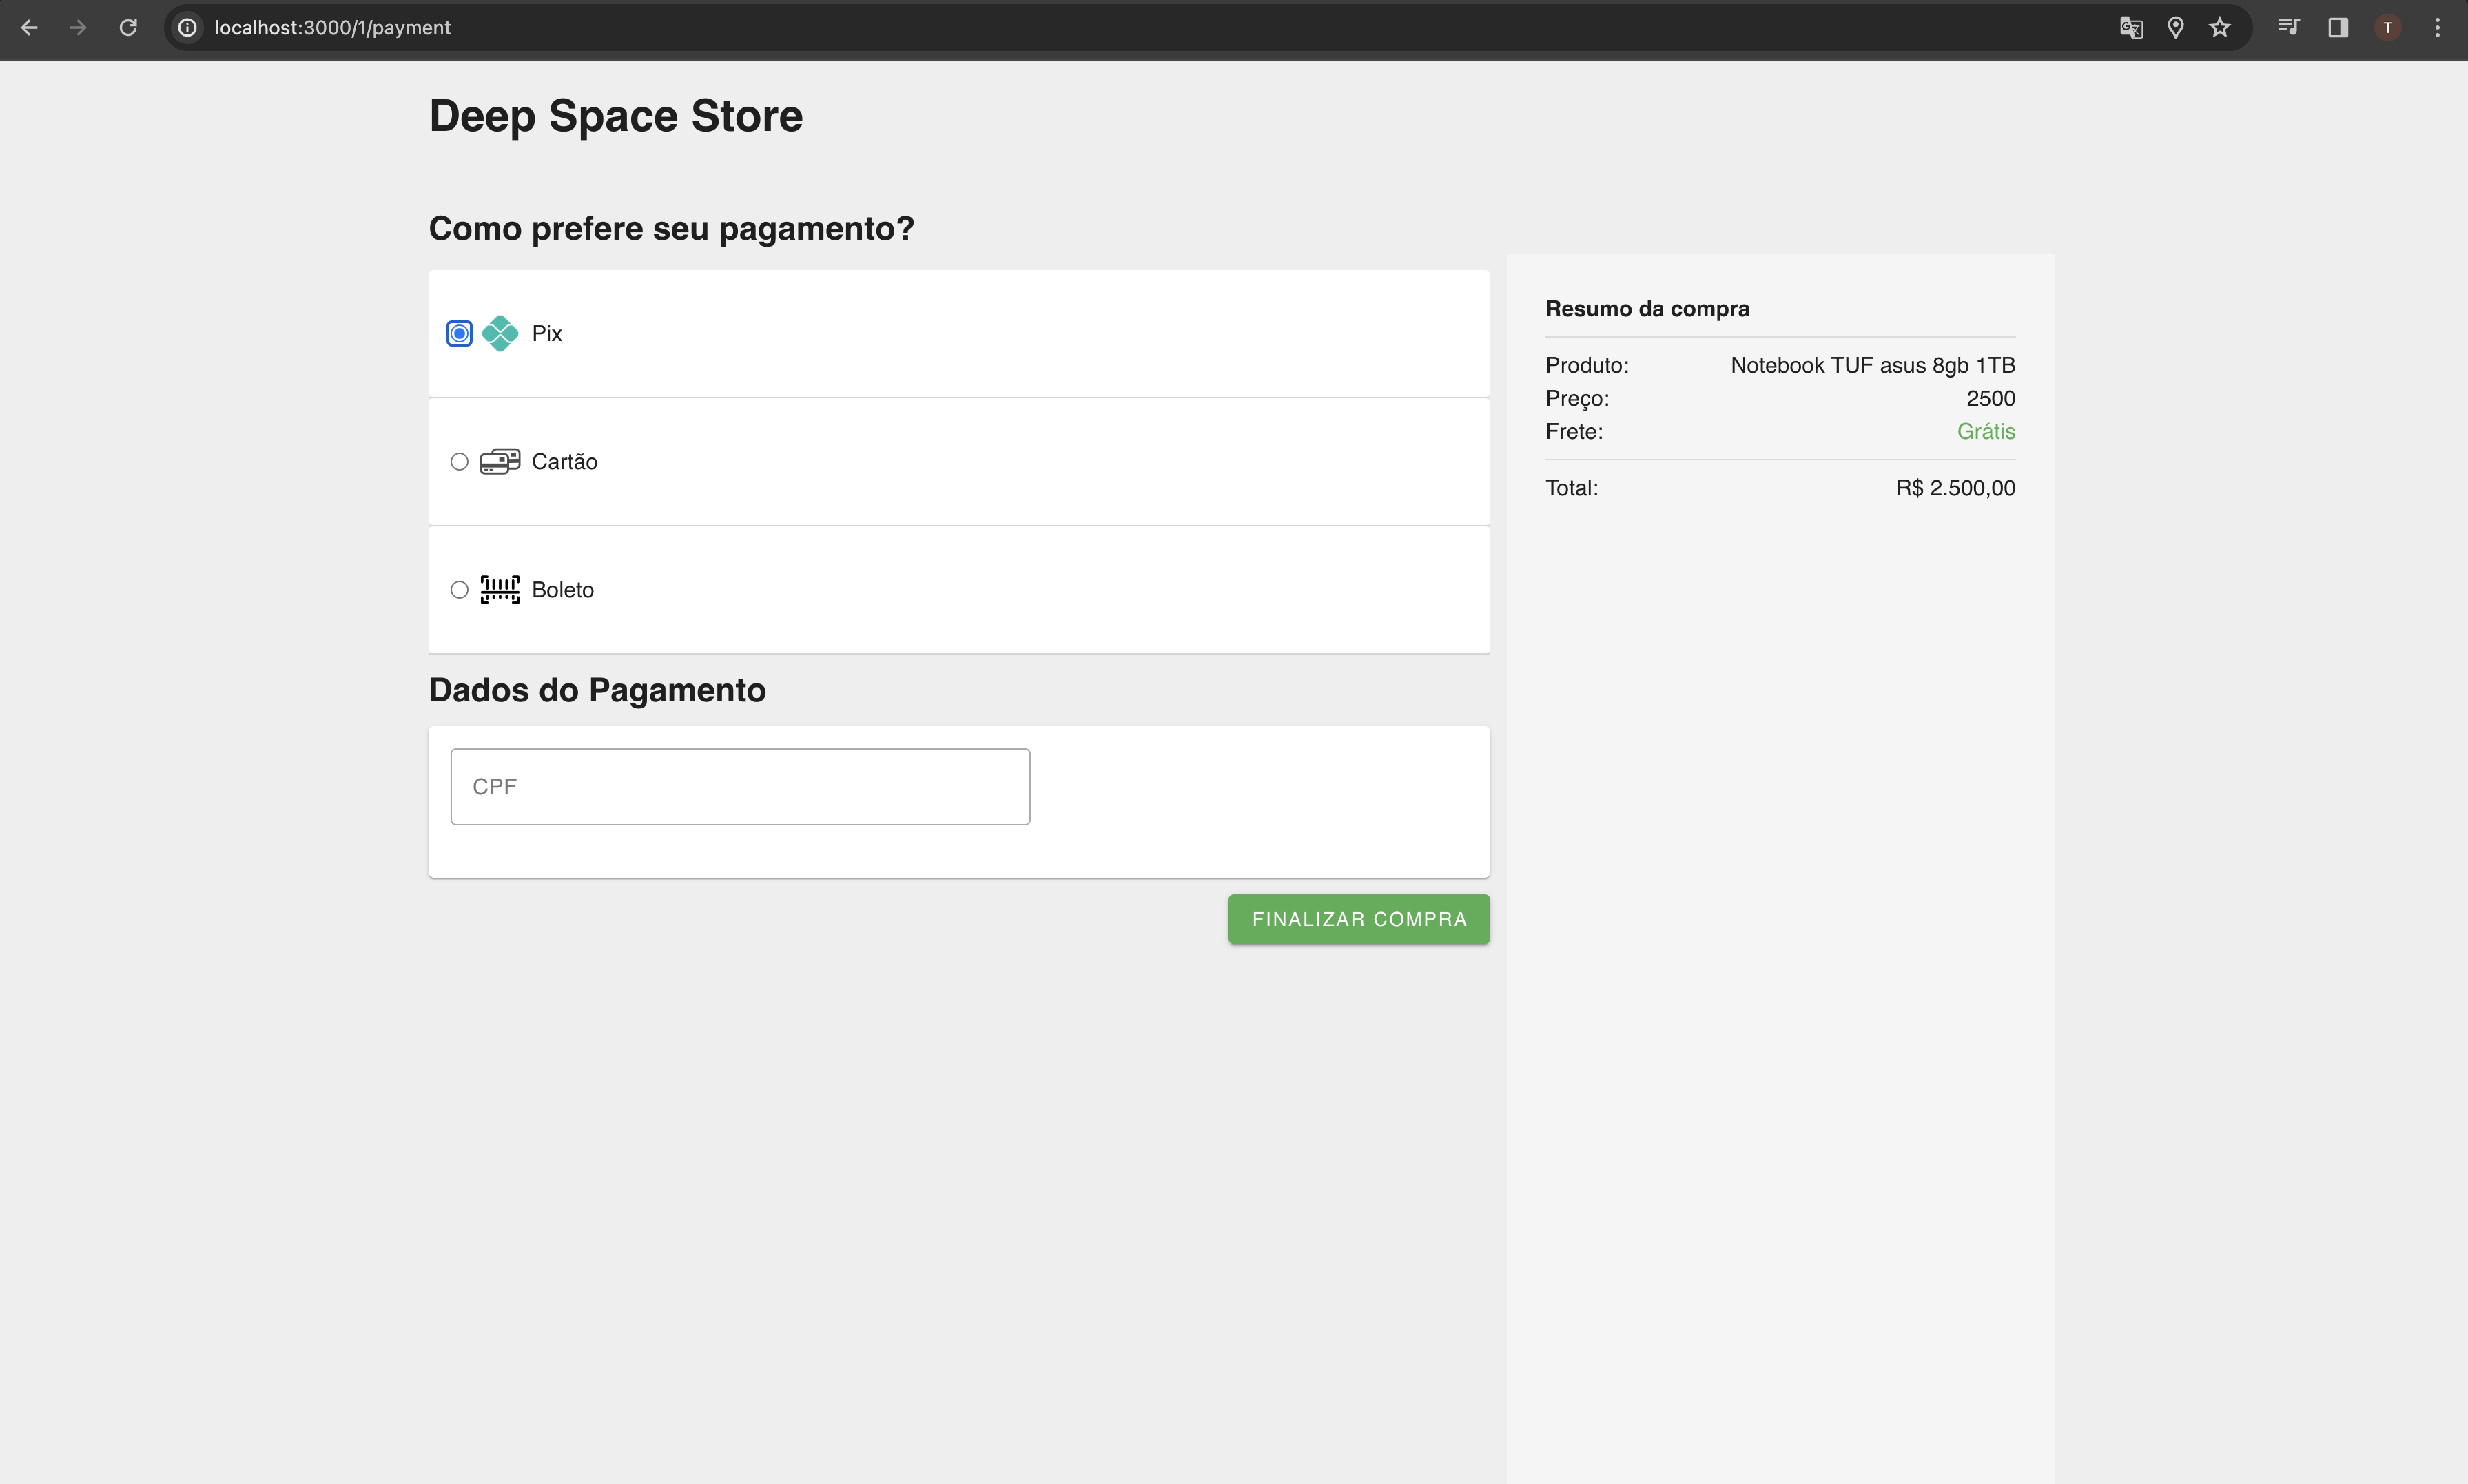 localhost:3000/1/payment
T
Deep Space Store
Como prefere seu pagamento?
Pix
Cartão
Boleto
Dados do Pagamento
CPF
FINALIZAR COMPRA
Resumo da compra
Produto: Notebook TUF asus 8gb 1TB
Preço: 2500
Frete: Grátis
Total: R$ 2.500,00